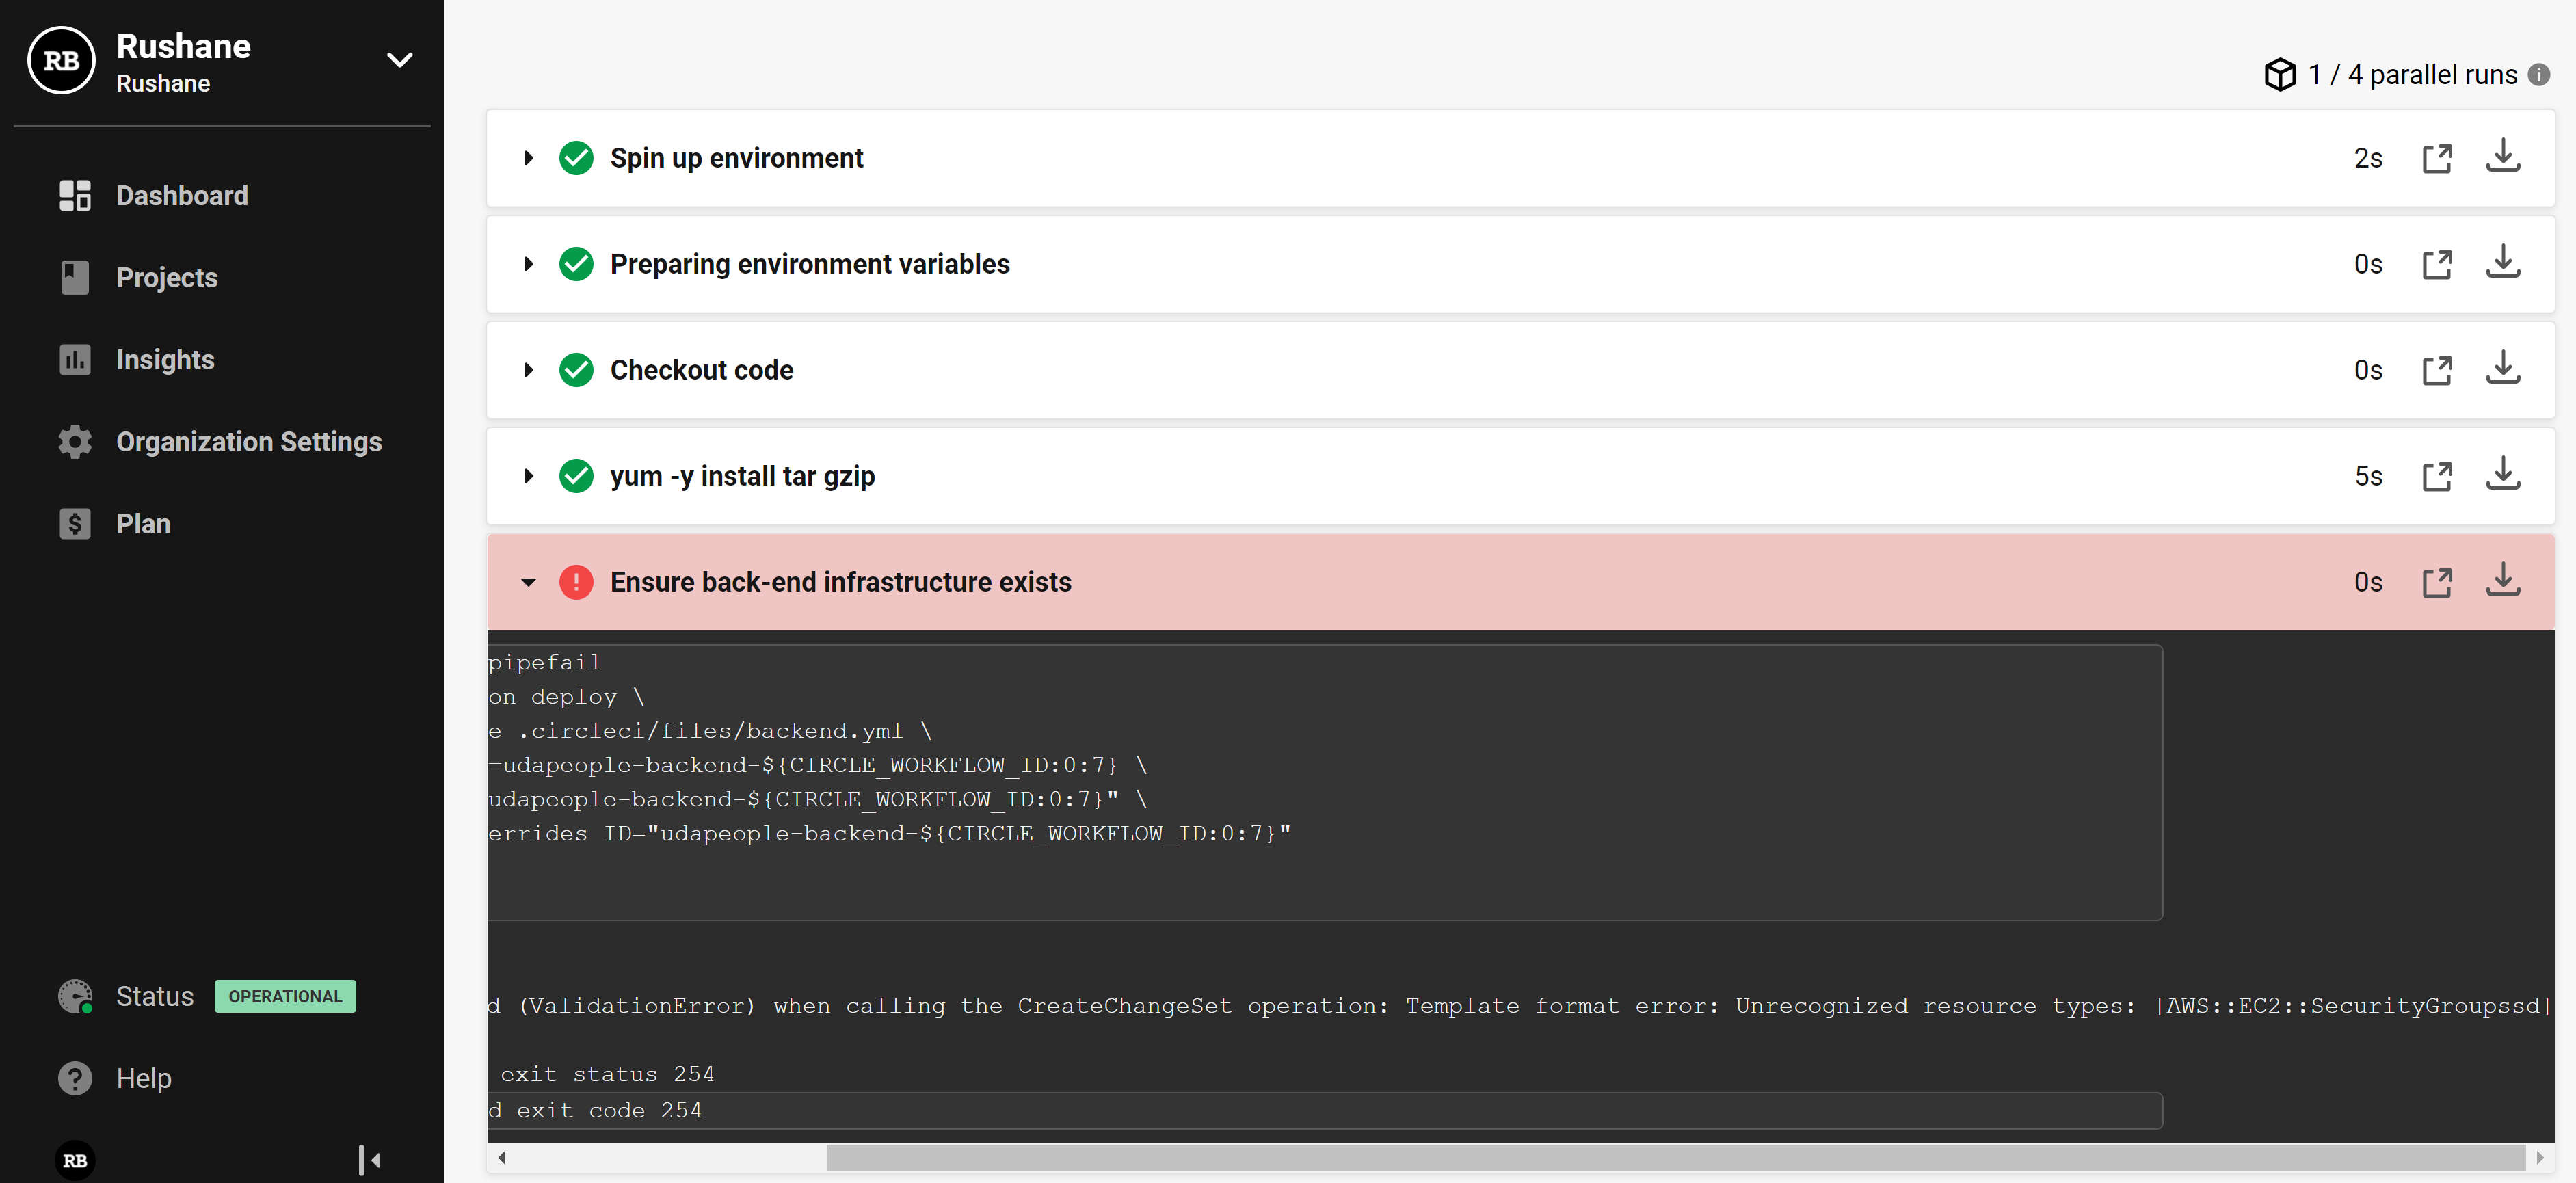 RB
Rushane
Rushane
Dashboard
Projects
Insights
Organization Settings
$ Plan
Status OPERATIONAL
? Help
RB
1 / 4 parallel runs i
Spin up environment 2s
Preparing environment variables 0s
Checkout code 0s
yum -y install tar gzip 5s
! Ensure back-end infrastructure exists 0s
pipefail
on deploy \
e .circleci/files/backend.yml \
=udapeople-backend-${CIRCLE_WORKFLOW_ID:0:7} \
udapeople-backend-${CIRCLE_WORKFLOW_ID:0:7}" \
errides ID="udapeople-backend-${CIRCLE_WORKFLOW_ID:0:7}"
d (ValidationError) when calling the CreateChangeSet operation: Template format error: Unrecognized resource types: [AWS::EC2::SecurityGroupssd]
exit status 254
d exit code 254